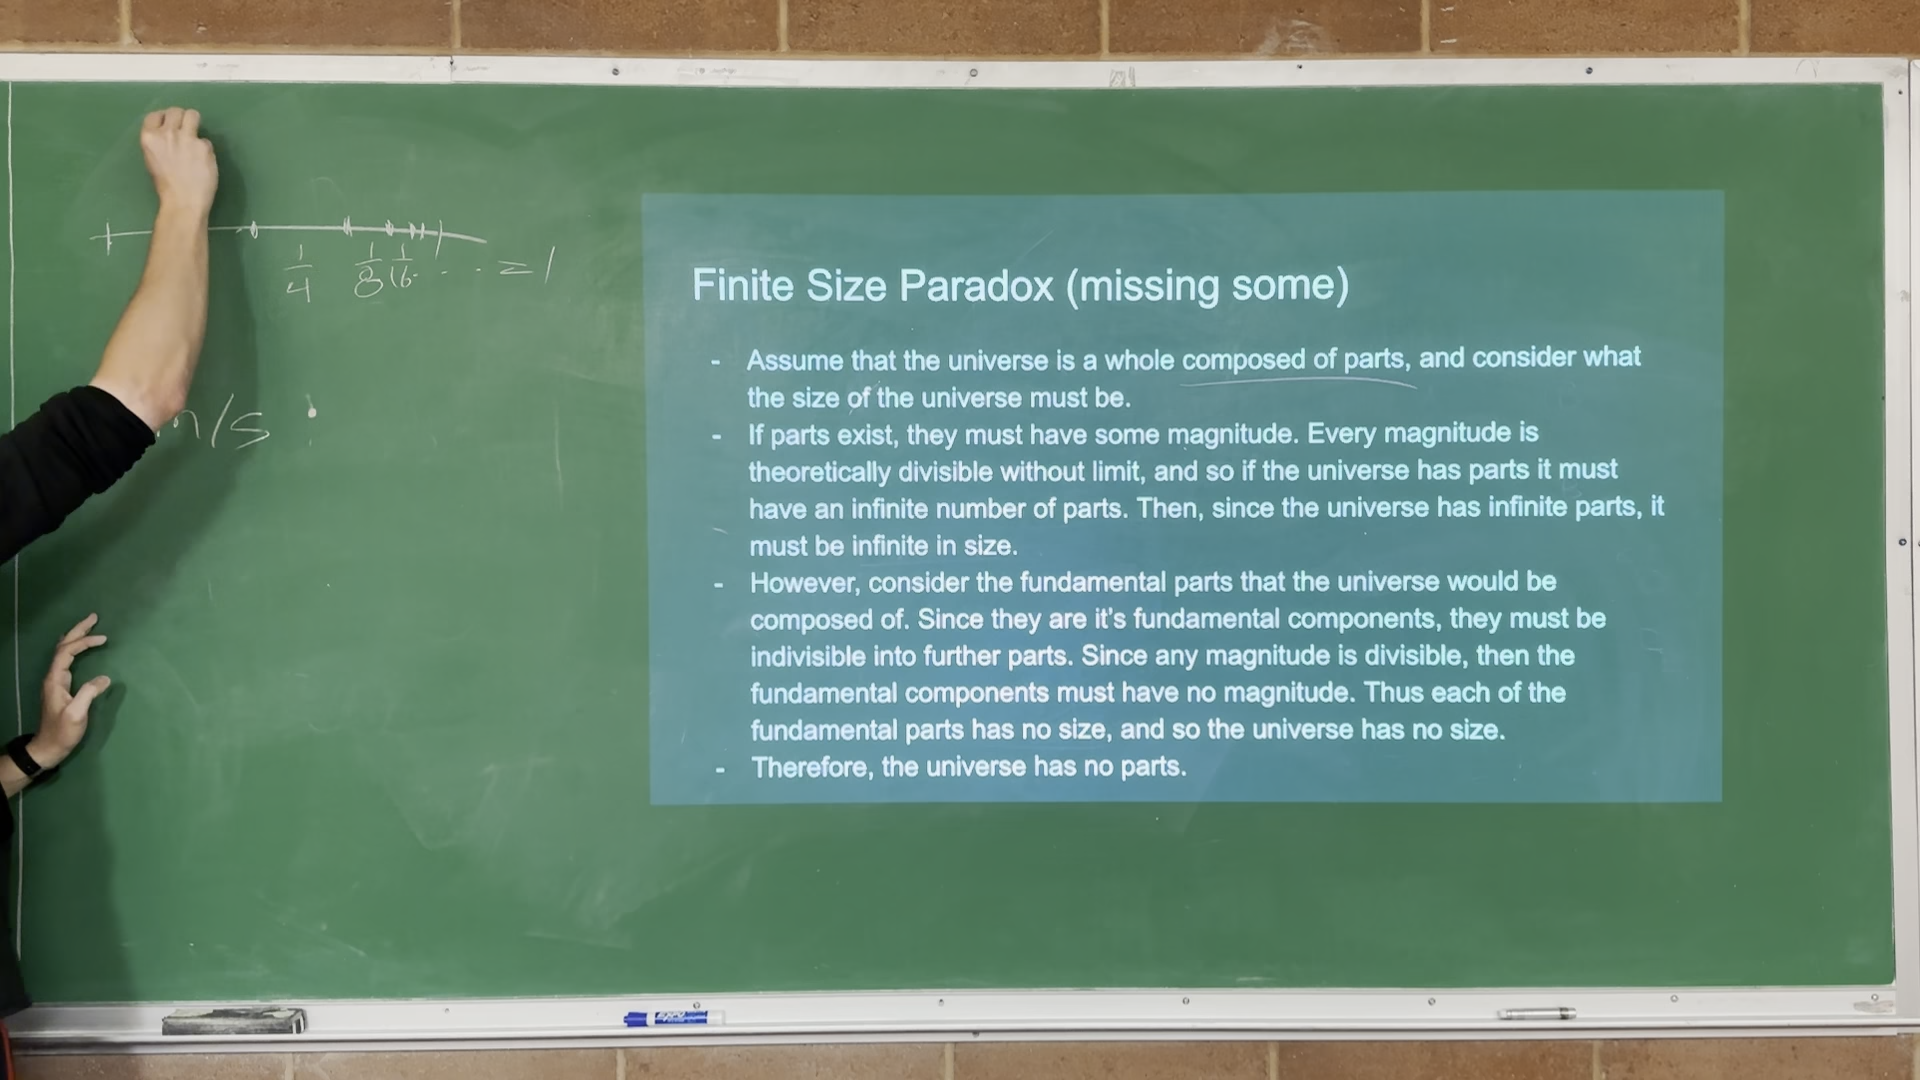 1/4 1/8 1/16 . . . = 1
m/s :
Finite Size Paradox (missing some)
- Assume that the universe is a whole composed of parts, and consider what
the size of the universe must be.
- If parts exist, they must have some magnitude. Every magnitude is
theoretically divisible without limit, and so if the universe has parts it must
have an infinite number of parts. Then, since the universe has infinite parts, it
must be infinite in size.
- However, consider the fundamental parts that the universe would be
composed of. Since they are it's fundamental components, they must be
indivisible into further parts. Since any magnitude is divisible, then the
fundamental components must have no magnitude. Thus each of the
fundamental parts has no size, and so the universe has no size.
- Therefore, the universe has no parts.
EXPO